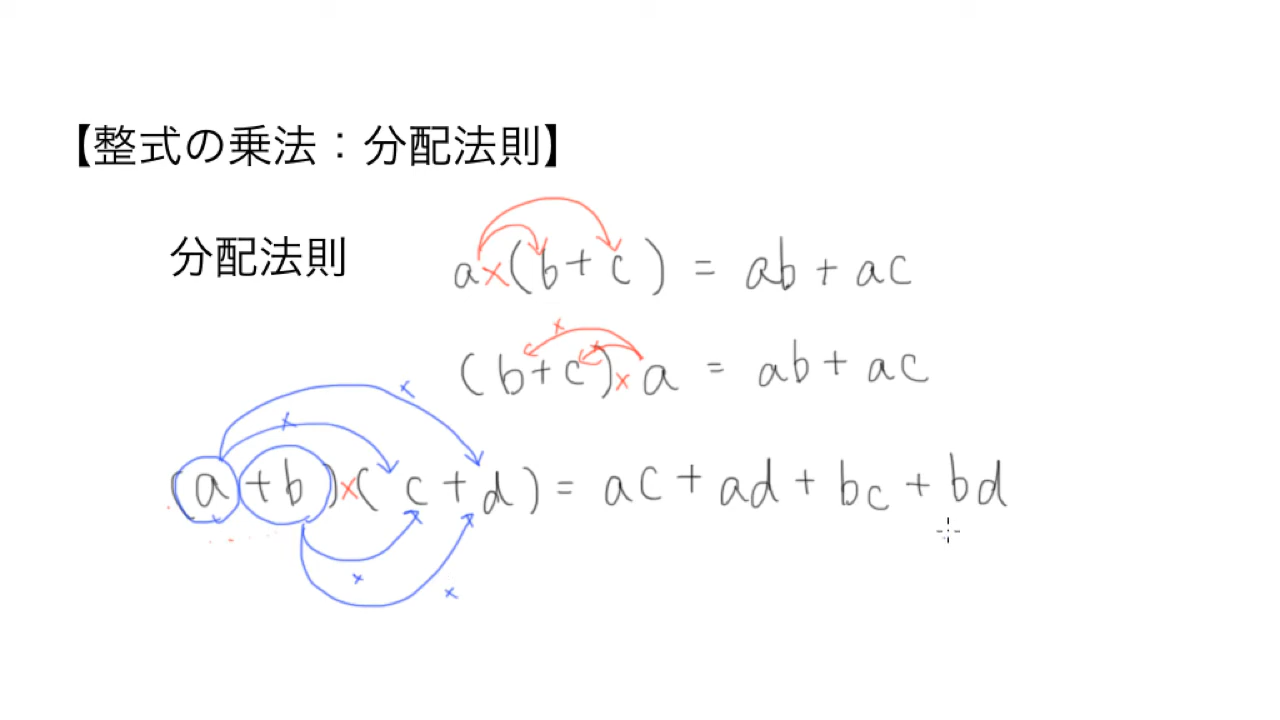 【整式の乗法：分配法則】
分配法則 a×(b+c) = ab + ac
(b+c)×a = ab + ac
(a+b)×(c+d) = ac + ad + bc + bd